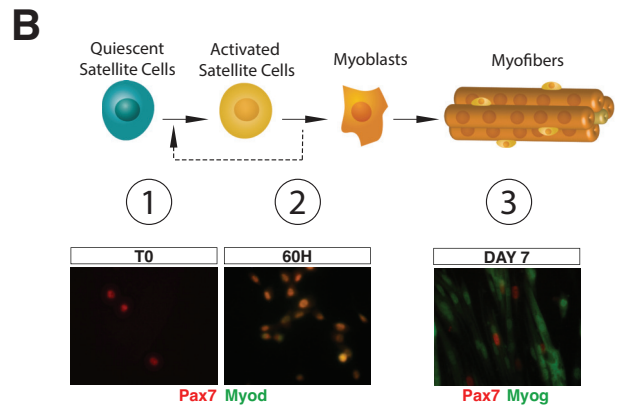 B
Quiescent
Satellite Cells
Activated
Satellite Cells
Myoblasts
Myofibers
1
2
3
T0
60H
DAY 7
Pax7 Myod
Pax7 Myog